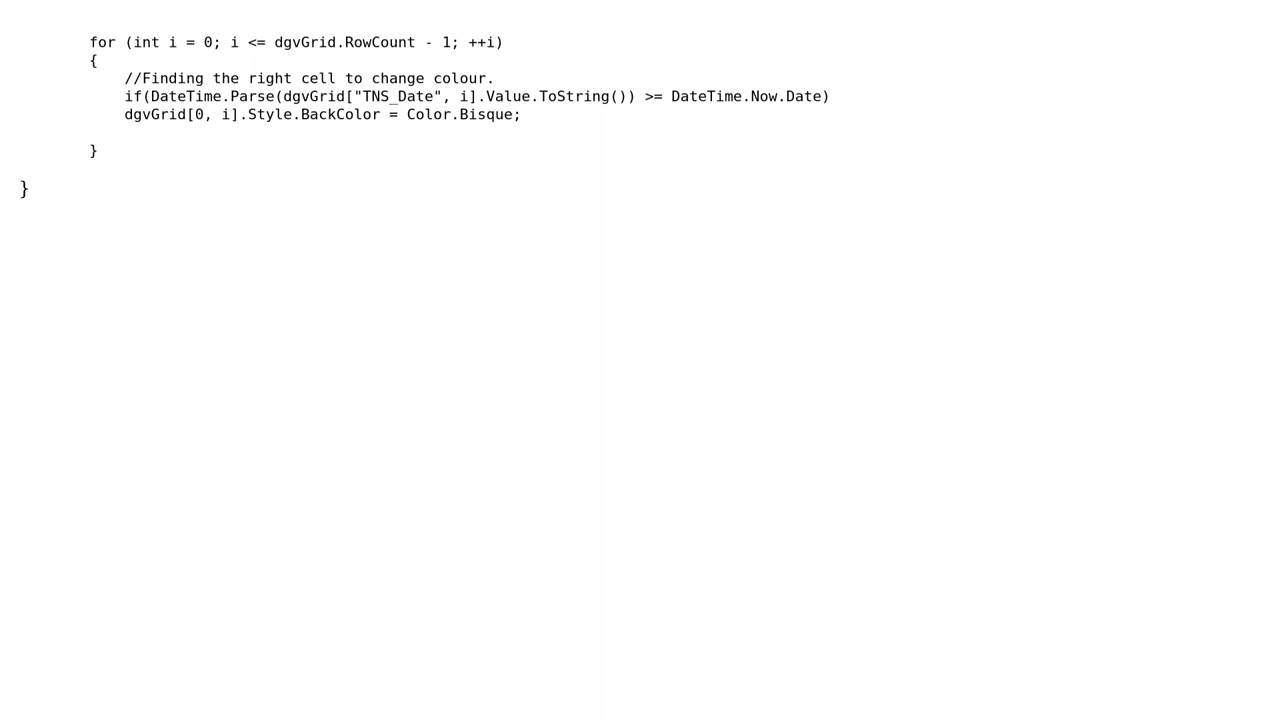 for (int i = 0; i <= dgvGrid.RowCount - 1; ++i)
{
//Finding the right cell to change colour.
if(DateTime.Parse(dgvGrid["TNS_Date", i].Value.ToString()) >= DateTime.Now.Date)
dgvGrid[0, i].Style.BackColor = Color.Bisque;
}
}